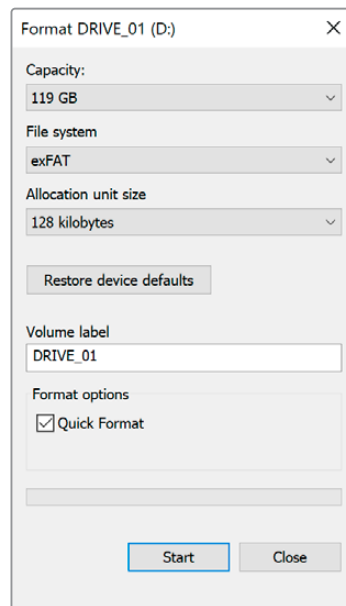 Format DRIVE_01 (D:)
Capacity:
119 GB
File system
exFAT
Allocation unit size
128 kilobytes
Restore device defaults
Volume label
DRIVE_01
Format options
Quick Format
Start Close